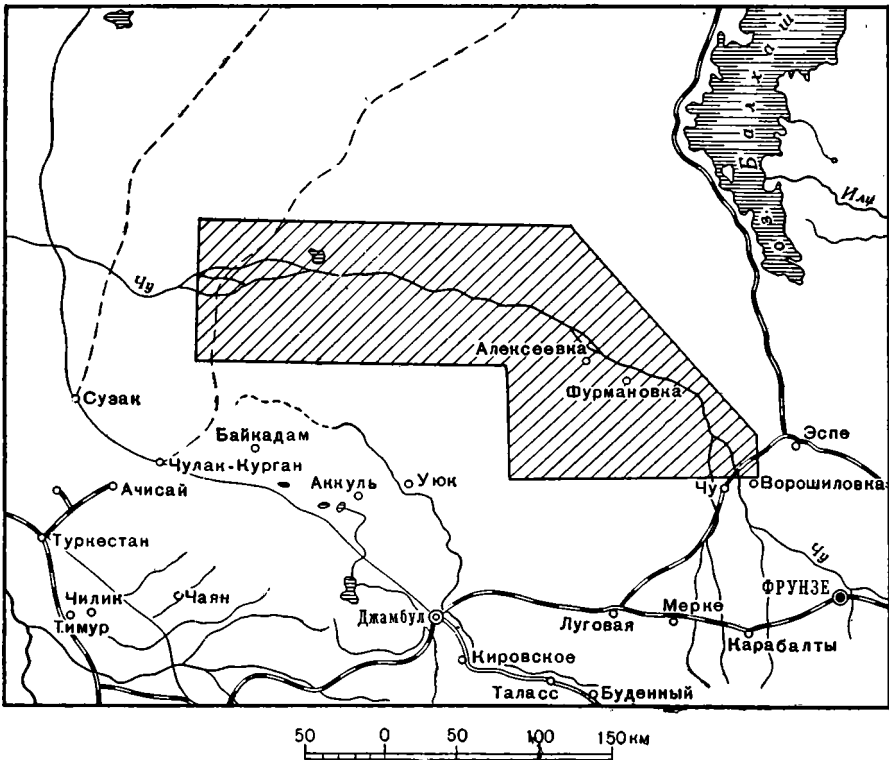 оз. Балхаш
Или
Чу
Алексеевка
Фурмановка
Сузак
Байкадам
Чулак-Курган
Эспе
Аккуль
Уюк
Ачисай
Чу
Ворошиловка
Туркестан
Чу
Чилик
Чаян
ФРУНЗЕ
Тимур
Джамбул
Луговая
Мерке
Карабалты
Кировское
Таласс
Буденный
50 0 50 100 150 км